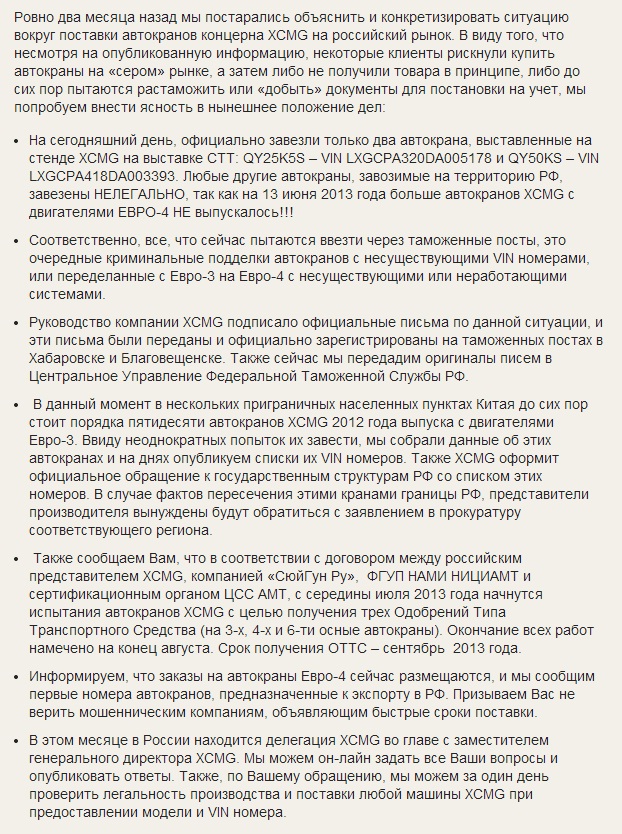 Ровно два месяца назад мы постарались объяснить и конкретизировать ситуацию
вокруг поставки автокранов концерна XCMG на российский рынок. В виду того, что
несмотря на опубликованную информацию, некоторые клиенты рискнули купить
автокраны на «сером» рынке, а затем либо не получили товара в принципе, либо до
сих пор пытаются растаможить или «добыть» документы для постановки на учет, мы
попробуем внести ясность в нынешнее положение дел:
• На сегодняшний день, официально завезли только два автокрана, выставленные на
стенде XCMG на выставке СТТ: QY25K5S – VIN LXGCPA320DA005178 и QY50KS – VIN
LXGCPA418DA003393. Любые другие автокраны, завозимые на территорию РФ,
завезены НЕЛЕГАЛЬНО, так как на 13 июня 2013 года больше автокранов XCMG с
двигателями ЕВРО-4 НЕ выпускалось!!!
• Соответственно, все, что сейчас пытаются ввезти через таможенные посты, это
очередные криминальные подделки автокранов с несуществующими VIN номерами,
или переделанные с Евро-3 на Евро-4 с несуществующими или неработающими
системами.
• Руководство компании XCMG подписало официальные письма по данной ситуации, и
эти письма были переданы и официально зарегистрированы на таможенных постах в
Хабаровске и Благовещенске. Также сейчас мы передадим оригиналы писем в
Центральное Управление Федеральной Таможенной Службы РФ.
• В данный момент в нескольких приграничных населенных пунктах Китая до сих пор
стоит порядка пятидесяти автокранов XCMG 2012 года выпуска с двигателями
Евро-3. Ввиду неоднократных попыток их завести, мы собрали данные об этих
автокранах и на днях опубликуем списки их VIN номеров. Также XCMG оформит
официальное обращение к государственным структурам РФ со списком этих
номеров. В случае фактов пересечения этими кранами границы РФ, представители
производителя вынуждены будут обратиться с заявлением в прокуратуру
соответствующего региона.
• Также сообщаем Вам, что в соответствии с договором между российским
представителем XCMG, компанией «СюйГун Ру», ФГУП НАМИ НИЦИАМТ и
сертификационным органом ЦСС АМТ, с середины июля 2013 года начнутся
испытания автокранов XCMG с целью получения трех Одобрений Типа
Транспортного Средства (на 3-х, 4-х и 6-ти осные автокраны). Окончание всех работ
намечено на конец августа. Срок получения ОТТС – сентябрь 2013 года.
• Информируем, что заказы на автокраны Евро-4 сейчас размещаются, и мы сообщим
первые номера автокранов, предназначенные к экспорту в РФ. Призываем Вас не
верить мошенническим компаниям, объявляющим быстрые сроки поставки.
• В этом месяце в России находится делегация XCMG во главе с заместителем
генерального директора XCMG. Мы можем он-лайн задать все Ваши вопросы и
опубликовать ответы. Также, по Вашему обращению, мы можем за один день
проверить легальность производства и поставки любой машины XCMG при
предоставлении модели и VIN номера.